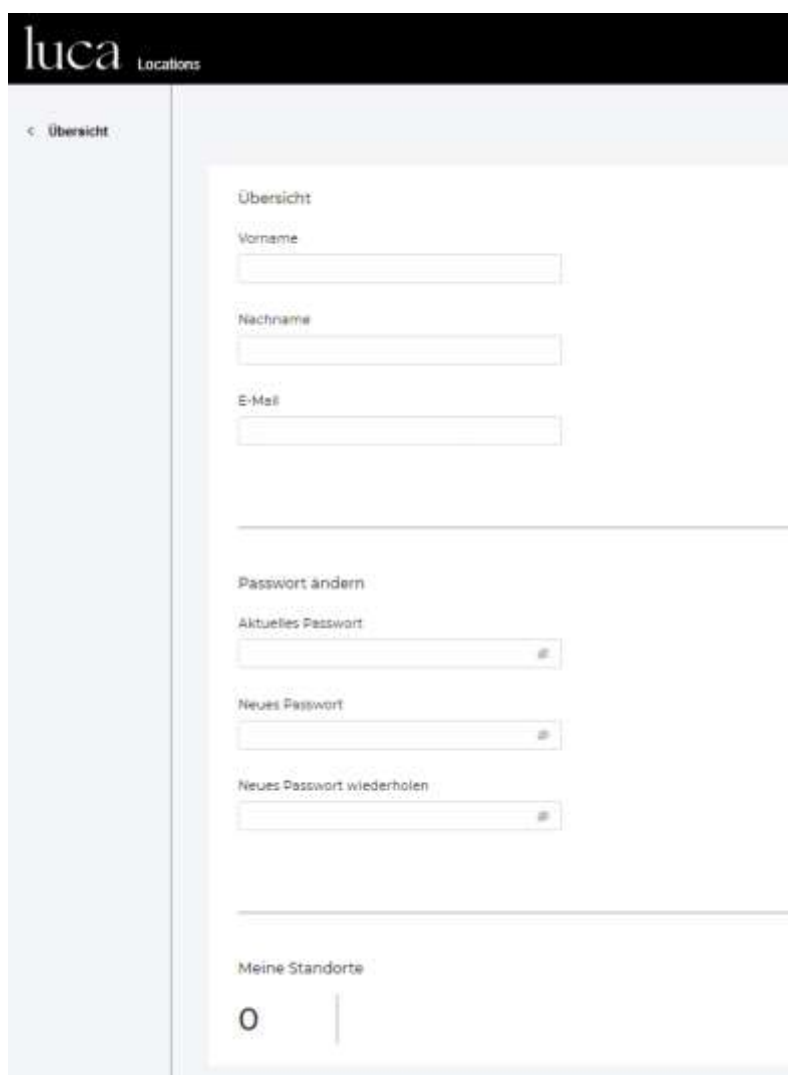 luca Locations
< Übersicht
Übersicht
Vorname
Nachname
E-Mail
Passwort ändern
Aktuelles Passwort
Neues Passwort
Neues Passwort wiederholen
Meine Standorte
0